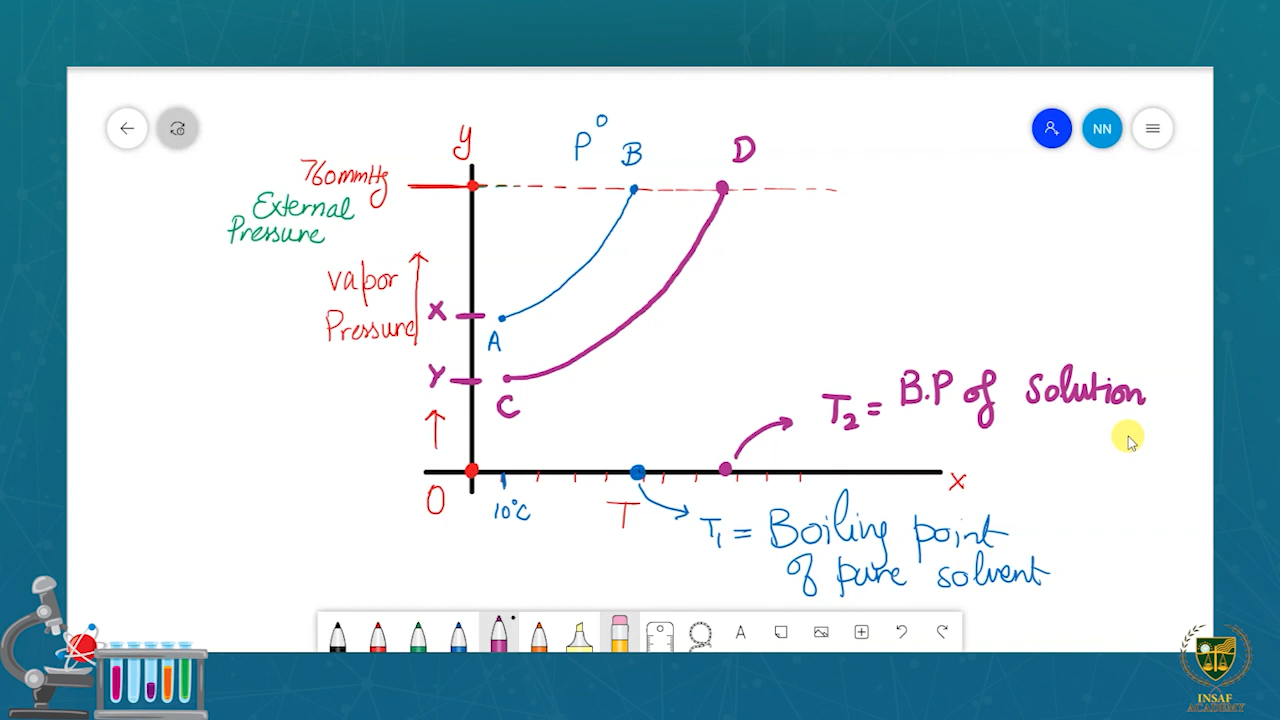 y
P° B
D
760mmHg
External
Pressure
vapor
Pressure
X
A
Y
C
T2 = B.P of Solution
O
10°C
T
x
T1 = Boiling point
of pure solvent
NN
A
INSAF
ACADEMY